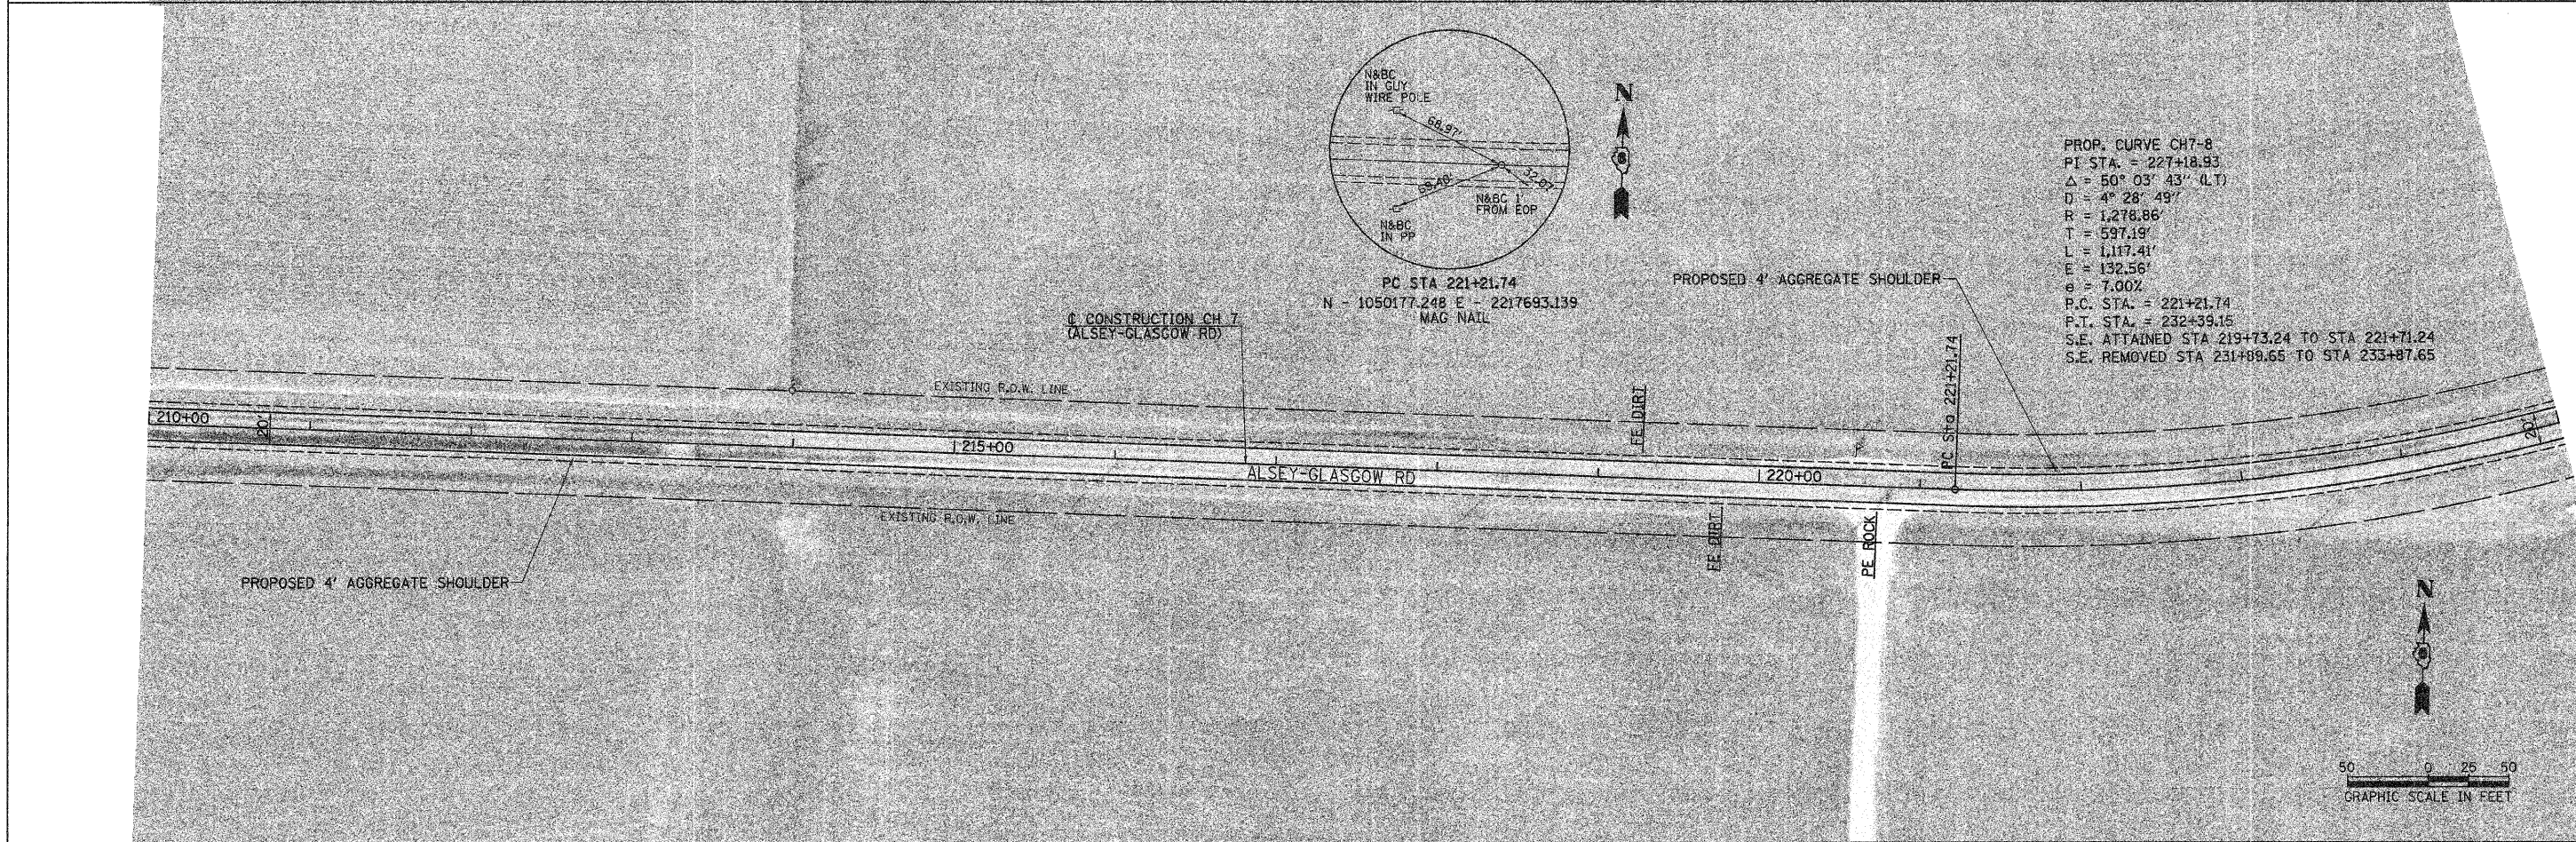 N&BC
IN GUY
WIRE POLE
68.97'
32.07'
N&BC 1'
FROM EOP
N&BC
IN PP
PC STA 221+21.74
N - 1050177.248 E - 2217693.139
MAG NAIL
N
PROP. CURVE CH7-8
PI STA. = 227+18.93
Δ = 50° 03' 43" (LT)
D = 4° 28' 49"
R = 1,278.86'
T = 597.19'
L = 1,117.41'
E = 132.56'
e = 7.00%
P.C. STA. = 221+21.74
P.T. STA. = 232+39.15
S.E. ATTAINED STA 219+73.24 TO STA 221+71.24
S.E. REMOVED STA 231+89.65 TO STA 233+87.65
PROPOSED 4' AGGREGATE SHOULDER
℄ CONSTRUCTION CH 7
(ALSEY-GLASGOW RD)
EXISTING R.O.W. LINE
FE DIRT
PC Sta 221+21.74
210+00
20'
215+00
ALSEY-GLASGOW RD
220+00
20'
EXISTING R.O.W. LINE
FE DIRT
PE ROCK
PROPOSED 4' AGGREGATE SHOULDER
N
50 0 25 50
GRAPHIC SCALE IN FEET